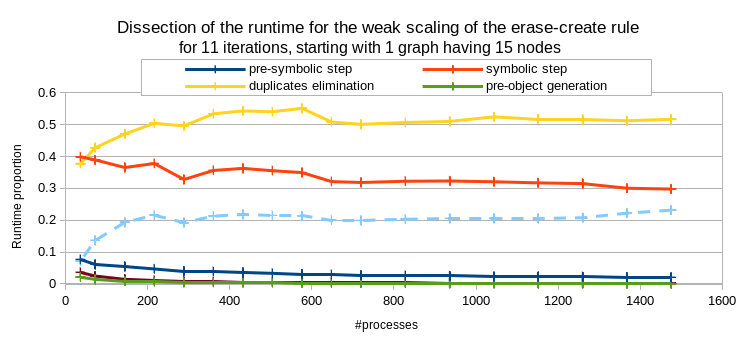 Dissection of the runtime for the weak scaling of the erase-create rule
for 11 iterations, starting with 1 graph having 15 nodes
pre-symbolic step symbolic step
duplicates elimination pre-object generation
0.6
0.5
0.4
0.3
0.2
0.1
0
Runtime proportion
0 200 400 600 800 1000 1200 1400 1600
#processes